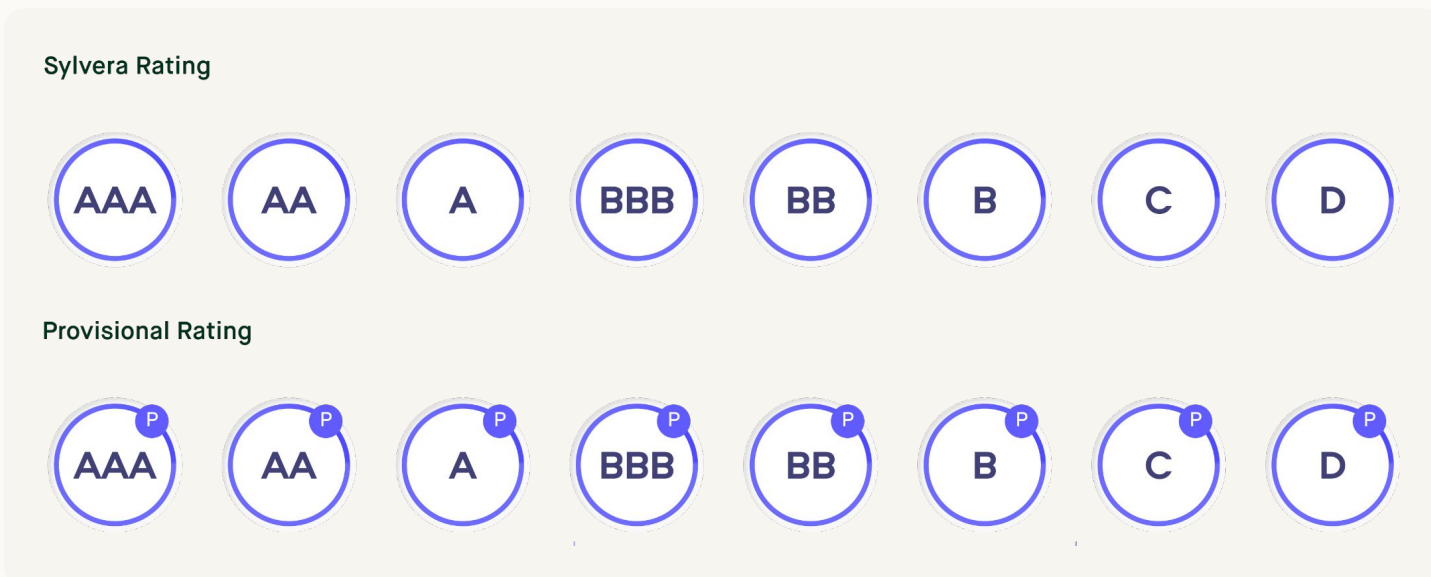 Sylvera Rating
AAA AA A BBB BB B C D
Provisional Rating
P P P P P P P P
AAA AA A BBB BB B C D